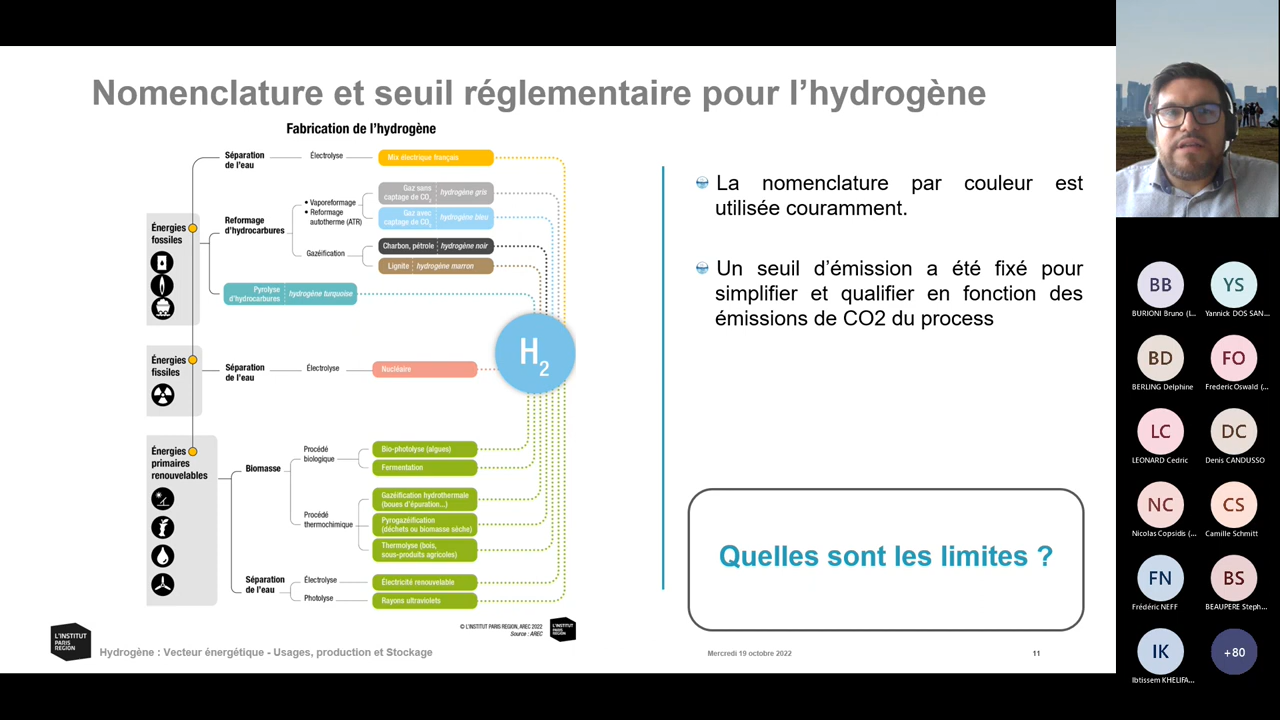 Nomenclature et seuil réglementaire pour l'hydrogène
Fabrication de l'hydrogène
Séparation
de l'eau
Électrolyse
Mix électrique français
Énergies
fossiles
Reformage
d'hydrocarbures
• Vaporeformage
• Reformage
autotherme (ATR)
Gaz sans
captage de CO2
hydrogène gris
Gaz avec
captage de CO2
hydrogène bleu
Gazéification
Charbon, pétrole
hydrogène noir
Lignite
hydrogène marron
Pyrolyse
d'hydrocarbures
hydrogène turquoise
H2
Énergies
fissiles
Séparation
de l'eau
Électrolyse
Nucléaire
Énergies
primaires
renouvelables
Biomasse
Procédé
biologique
Bio-photolyse (algues)
Fermentation
Procédé
thermochimique
Gazéification hydrothermale
(boues d'épuration...)
Pyrogazéification
(déchets ou biomasse sèche)
Thermolyse (bois,
sous-produits agricoles)
Séparation
de l'eau
Électrolyse
Électricité renouvelable
Photolyse
Rayons ultraviolets
© L'INSTITUT PARIS REGION, AREC 2022
Source : AREC
L'INSTITUT
PARIS
REGION
La nomenclature par couleur est
utilisée couramment.
Un seuil d'émission a été fixé pour
simplifier et qualifier en fonction des
émissions de CO2 du process
Quelles sont les limites ?
L'INSTITUT
PARIS
REGION
Hydrogène : Vecteur énergétique - Usages, production et Stockage
Mercredi 19 octobre 2022
11
BB
YS
BURIONI Bruno (L...
Yannick DOS SAN...
BD
FO
BERLING Delphine
Frederic Oswald (...
LC
DC
LEONARD Cedric
Denis CANDUSSO
NC
CS
Nicolas Copsidis (...
Camille Schmitt
FN
BS
Frédéric NEFF
BEAUPERE Steph...
IK
+80
Ibtissem KHELIFA...